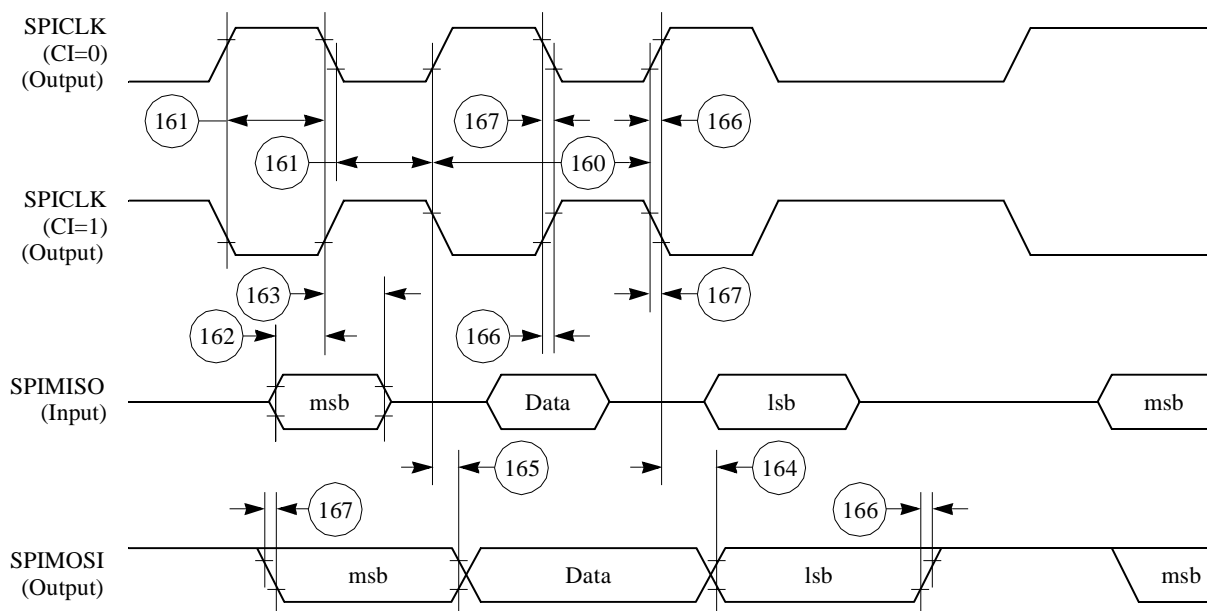 SPICLK
(CI=0)
(Output)
161
167
166
161
160
SPICLK
(CI=1)
(Output)
163
167
162
166
SPIMISO
(Input)
msb
Data
lsb
msb
165
164
167
166
SPIMOSI
(Output)
msb
Data
lsb
msb